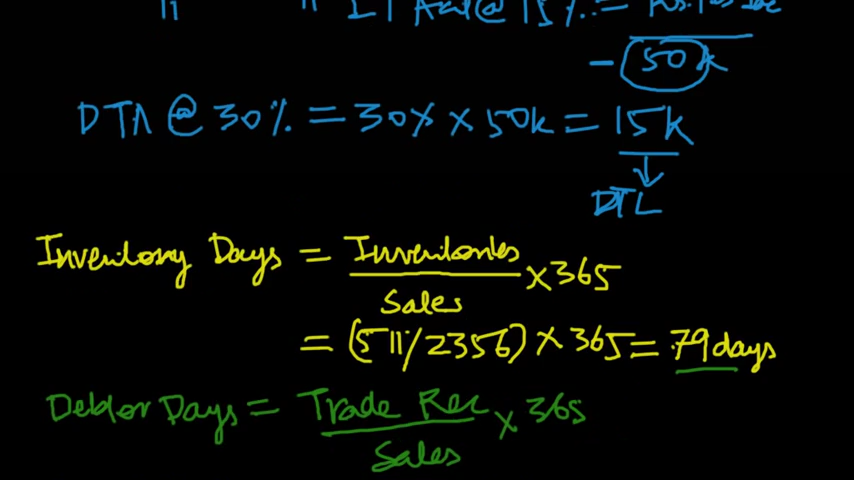 @ 15% =
- 50k
DTA @ 30% = 30% × 50k = 15k
DTL
Inventory Days = Inventories / Sales × 365
= (511/2356) × 365 = 79 days
Debtor Days = Trade Rec / Sales × 365